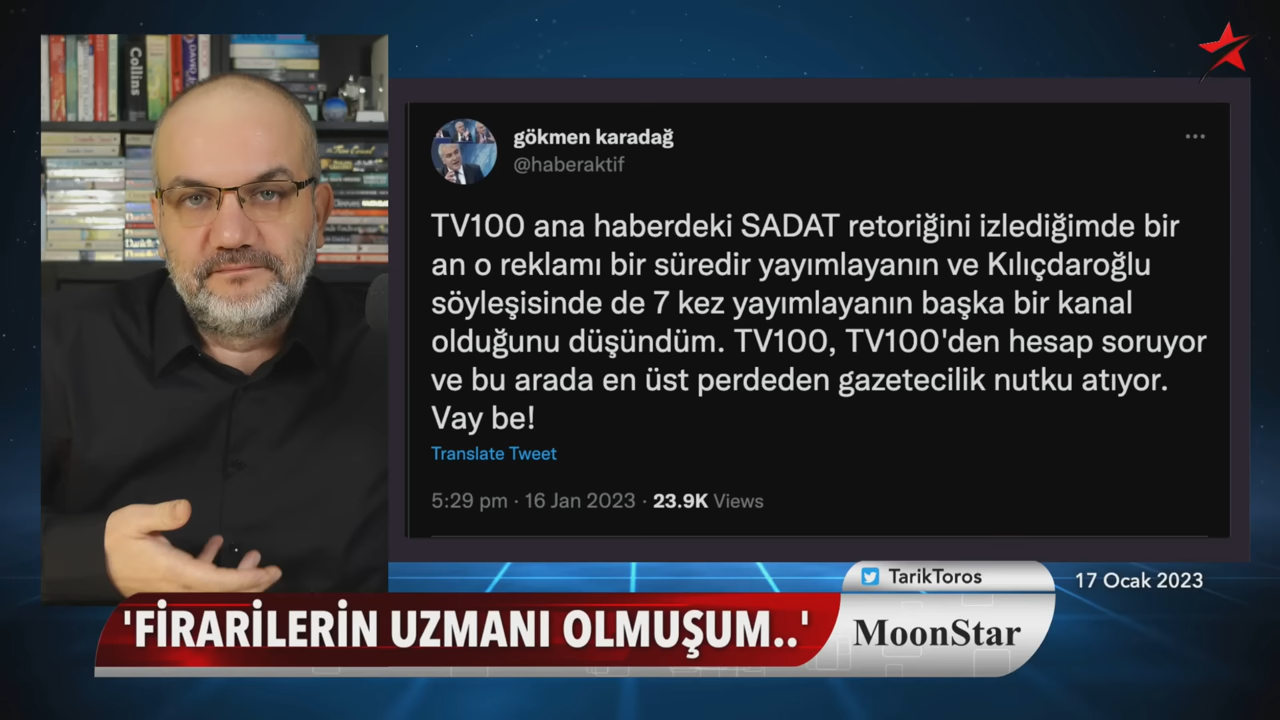 Collins
gökmen karadağ
@haberaktif
TV100 ana haberdeki SADAT retoriğini izlediğimde bir
an o reklamı bir süredir yayımlayanın ve Kılıçdaroğlu
söyleşisinde de 7 kez yayımlayanın başka bir kanal
olduğunu düşündüm. TV100, TV100'den hesap soruyor
ve bu arada en üst perdeden gazetecilik nutku atıyor.
Vay be!
Translate Tweet
5:29 pm · 16 Jan 2023 · 23.9K Views
TarikToros
17 Ocak 2023
'FİRARİLERİN UZMANI OLMUŞUM..'
MoonStar